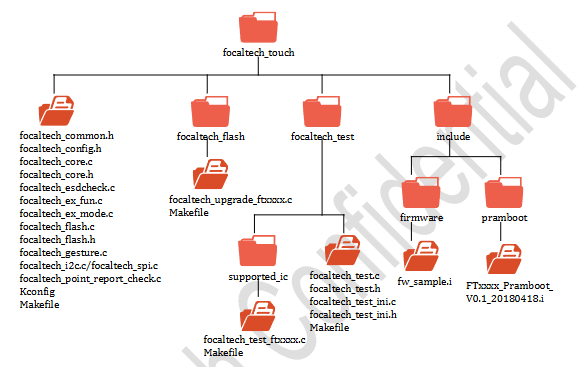 focaltech_touch
focaltech_common.h
focaltech_config.h
focaltech_core.c
focaltech_core.h
focaltech_esdcheck.c
focaltech_ex_fun.c
focaltech_ex_mode.c
focaltech_flash.c
focaltech_flash.h
focaltech_gesture.c
focaltech_i2c.c/focaltech_spi.c
focaltech_point_report_check.c
Kconfig
Makefile
focaltech_flash
focaltech_upgrade_ftxxxx.c
Makefile
focaltech_test
supported_ic
focaltech_test_ftxxxx.c
Makefile
focaltech_test.c
focaltech_test.h
focaltech_test_ini.c
focaltech_test_ini.h
Makefile
include
firmware
fw_sample.i
pramboot
FTxxxx_Pramboot_
V0.1_20180418.i
h Confidential